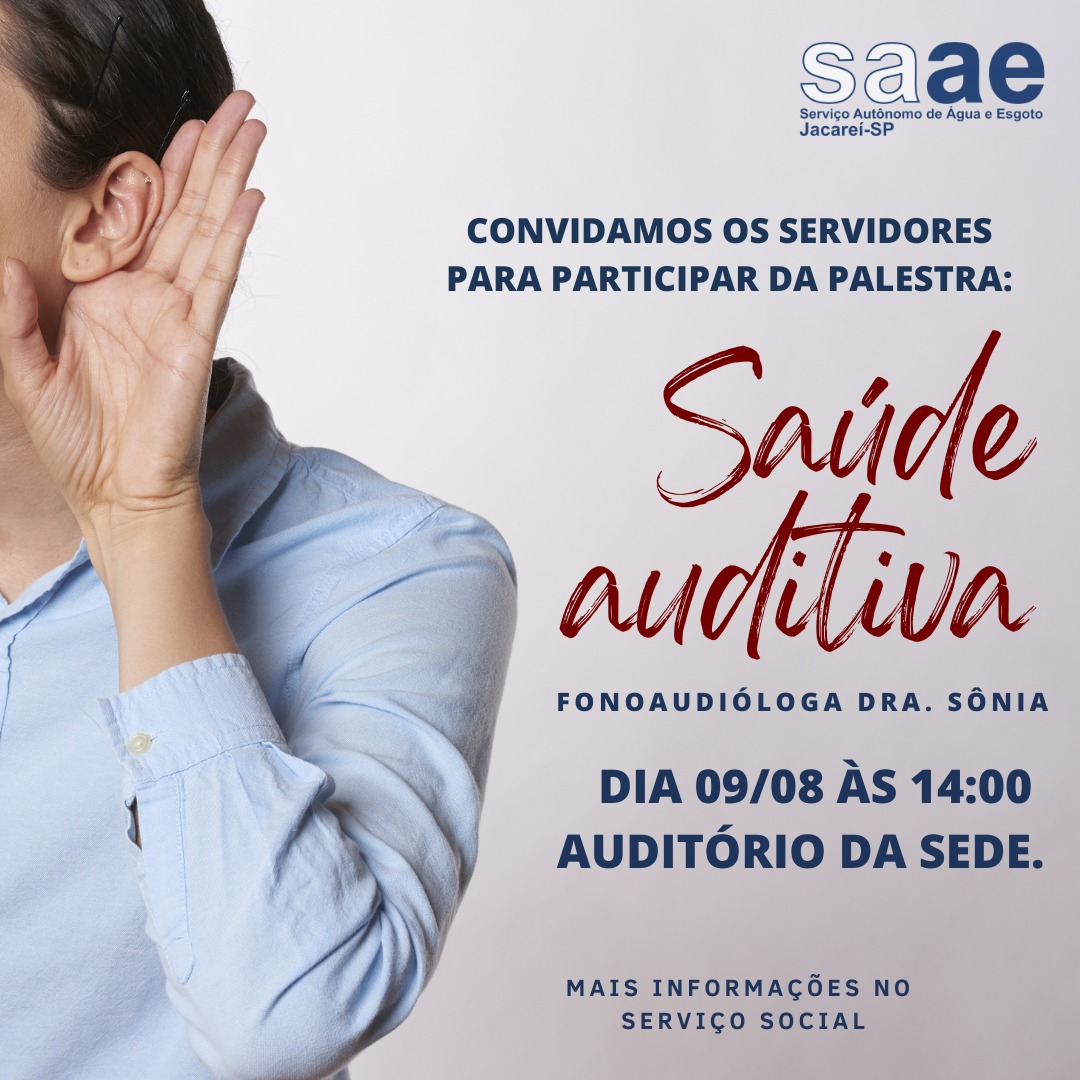 saae
Serviço Autônomo de Água e Esgoto
Jacareí-SP
CONVIDAMOS OS SERVIDORES
PARA PARTICIPAR DA PALESTRA:
Saúde
auditiva
FONOAUDIÓLOGA DRA. SÔNIA
DIA 09/08 ÀS 14:00
AUDITÓRIO DA SEDE.
MAIS INFORMAÇÕES NO
SERVIÇO SOCIAL